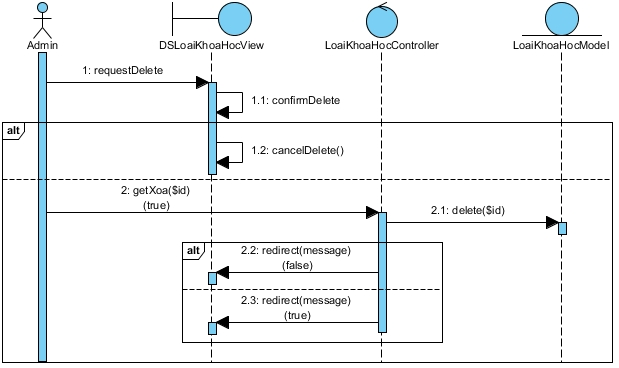 Admin
DSLoaiKhoaHocView
LoaiKhoaHocController
LoaiKhoaHocModel
1: requestDelete
1.1: confirmDelete
alt
1.2: cancelDelete()
2: getXoa($id)
(true)
2.1: delete($id)
alt
2.2: redirect(message)
(false)
2.3: redirect(message)
(true)